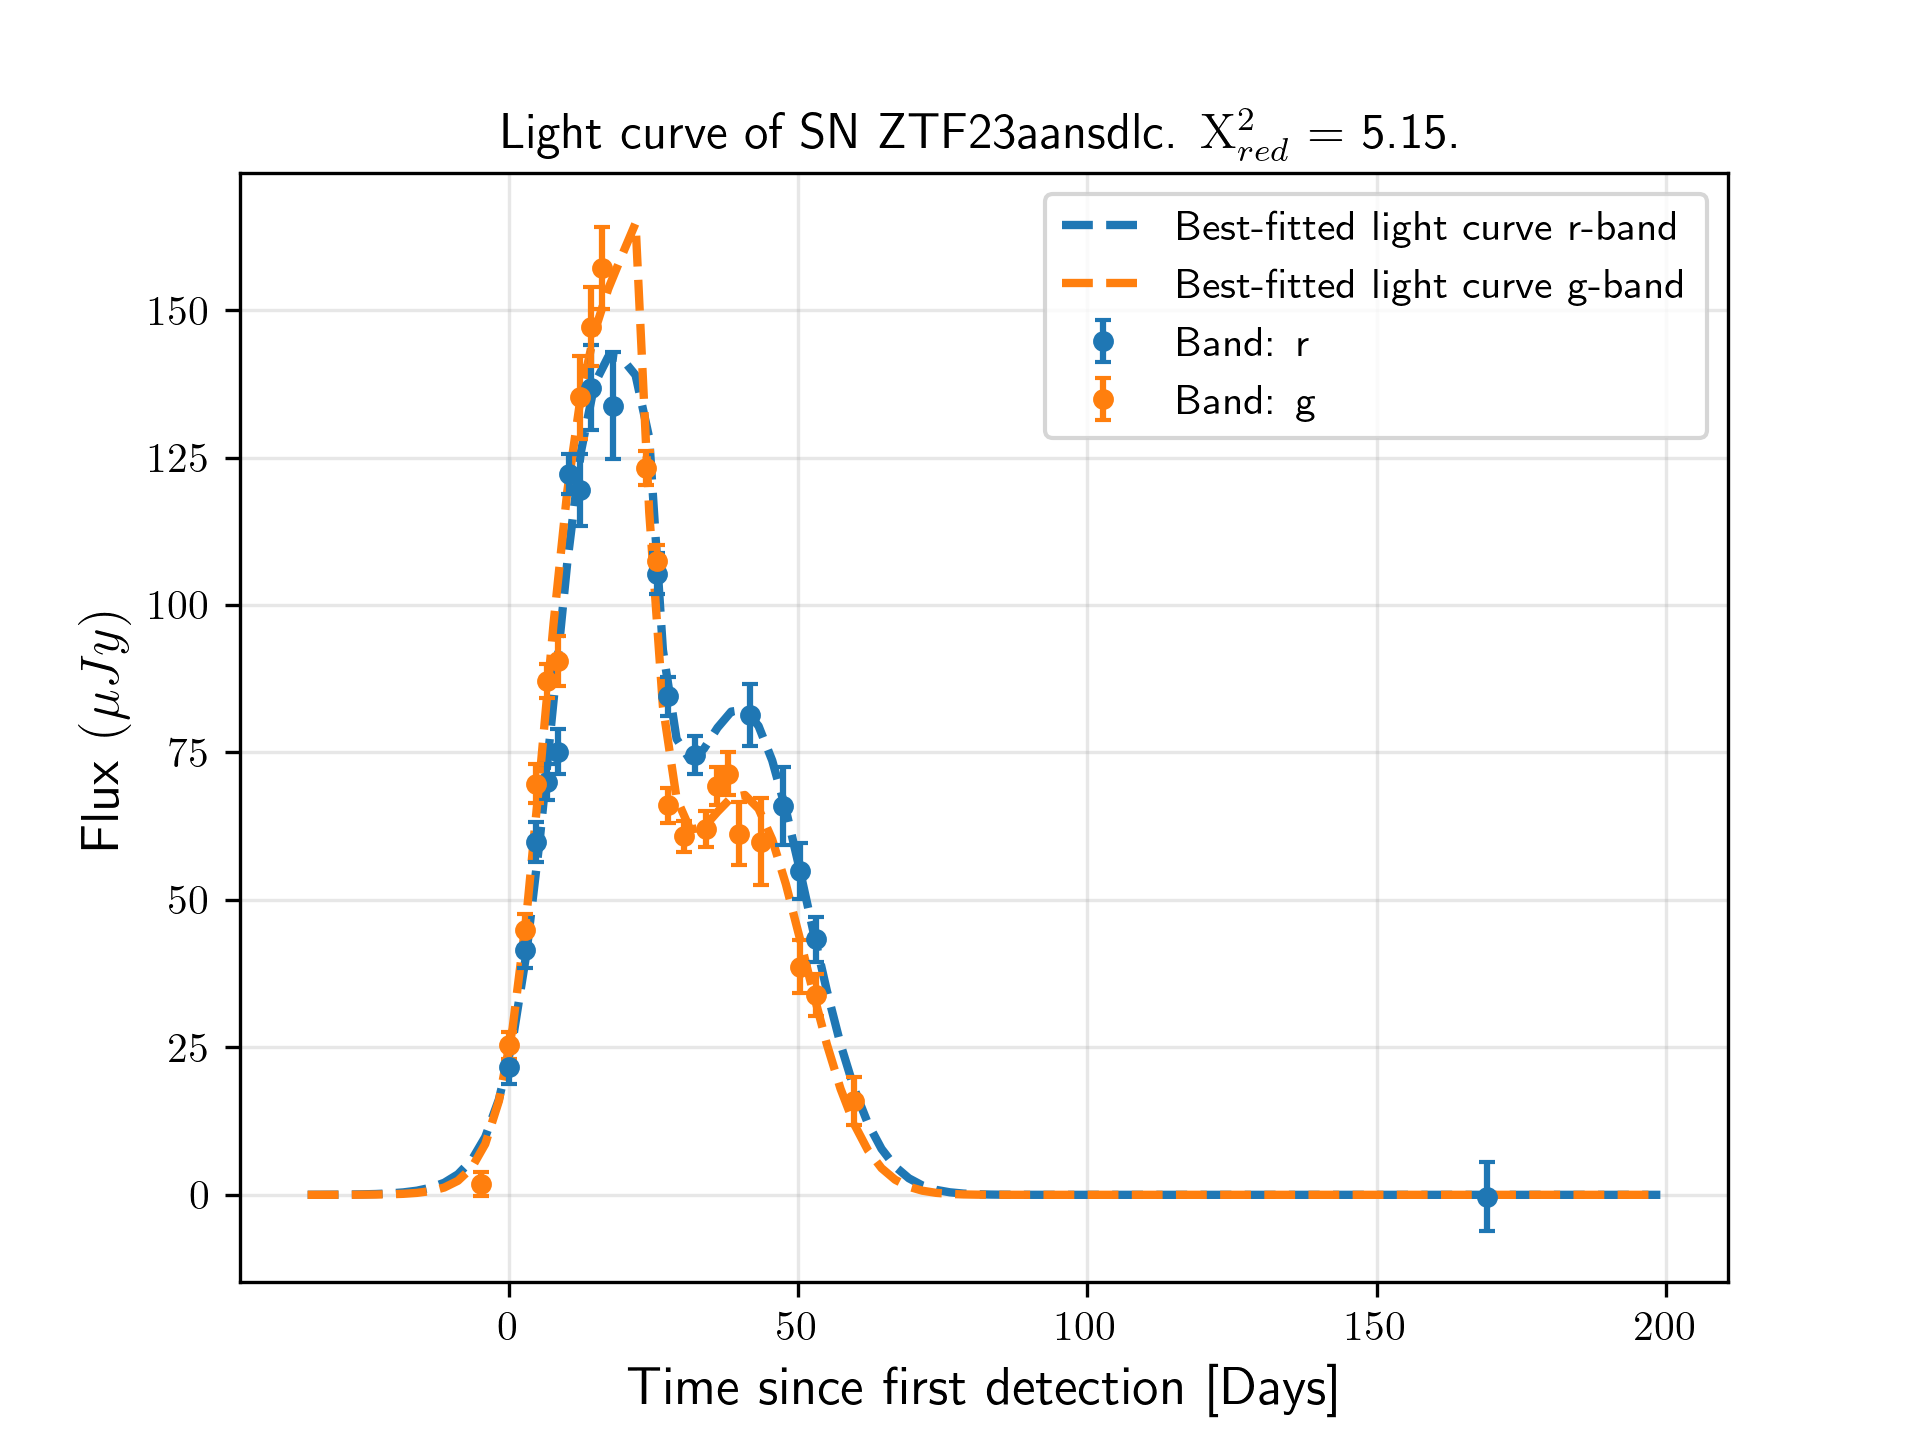 Light curve of SN ZTF23aansdlc. X²red = 5.15.
Best-fitted light curve r-band
Best-fitted light curve g-band
Band: r
Band: g
Flux (μJy)
150
125
100
75
50
25
0
0 50 100 150 200
Time since first detection [Days]